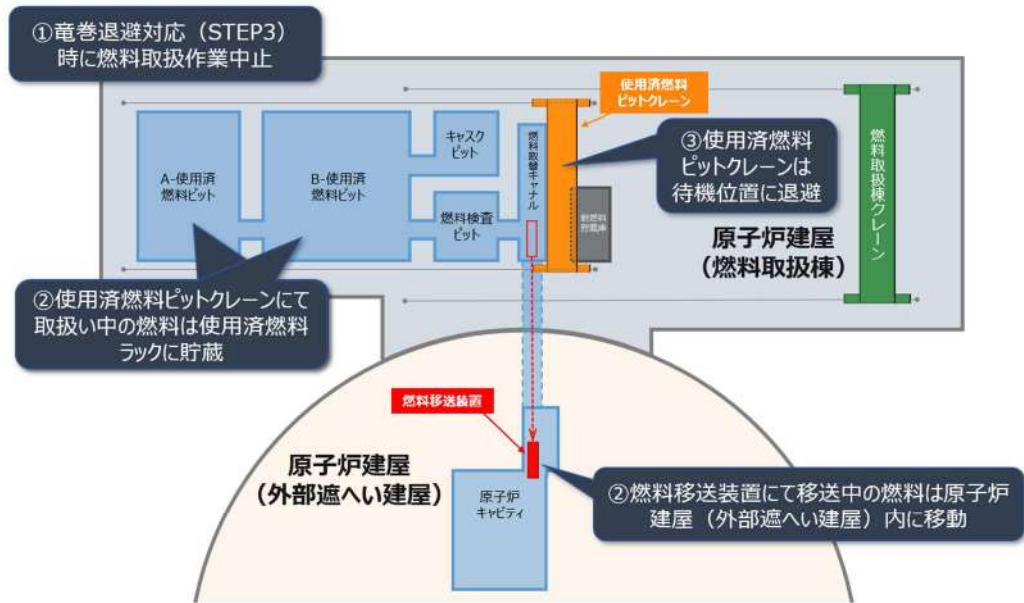 ①竜巻退避対応（STEP3）
時に燃料取扱作業中止
使用済燃料
ピットクレーン
A-使用済
燃料ピット
B-使用済
燃料ピット
キャスク
ピット
燃料検査
ピット
燃料取替キャナル
③使用済燃料
ピットクレーンは
待機位置に退避
新燃料
貯蔵庫
原子炉建屋
（燃料取扱棟）
燃料取扱棟クレーン
②使用済燃料ピットクレーンにて
取扱い中の燃料は使用済燃料
ラックに貯蔵
燃料移送装置
原子炉建屋
（外部遮へい建屋）
原子炉
キャビティ
②燃料移送装置にて移送中の燃料は原子炉
建屋（外部遮へい建屋）内に移動